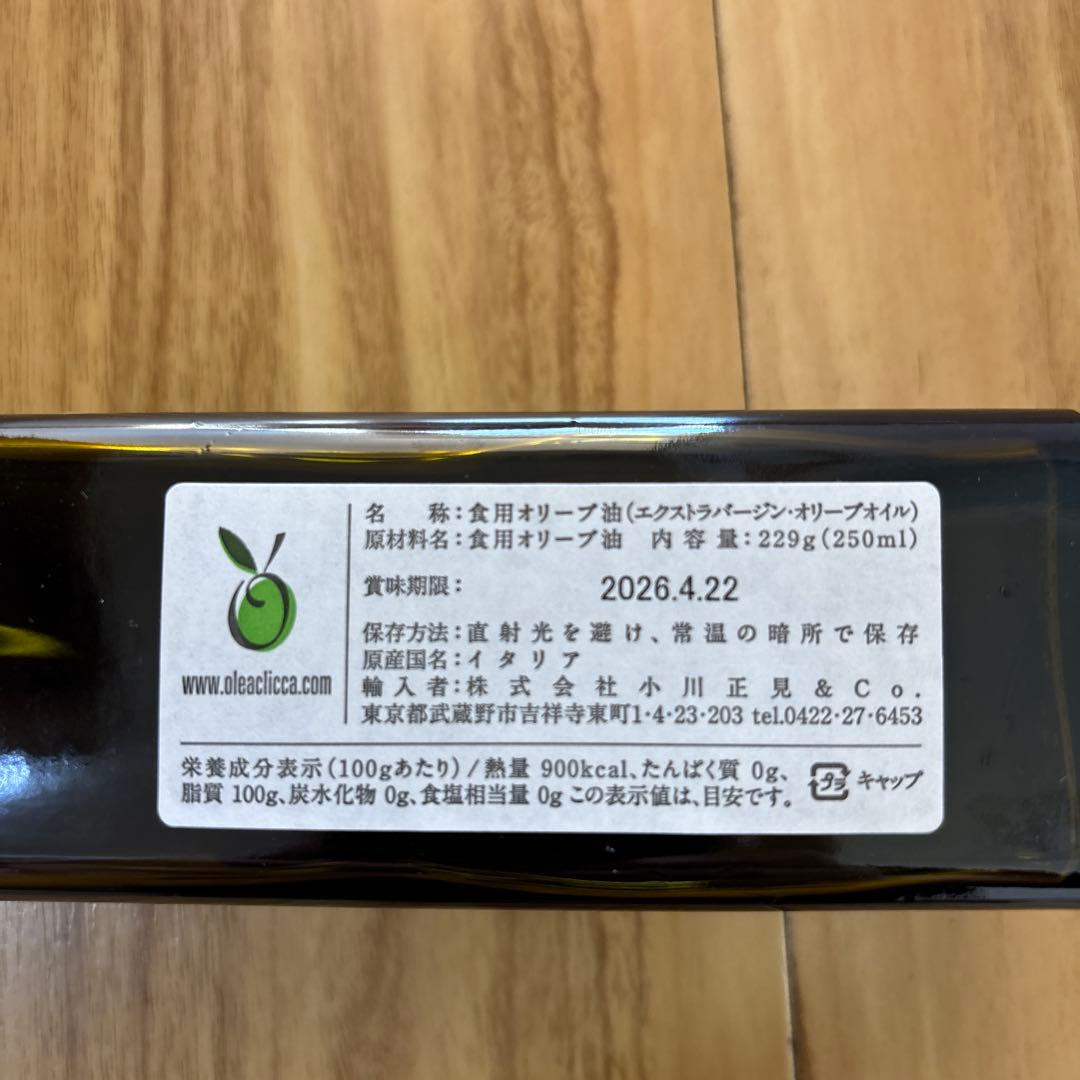 名　　称：食用オリーブ油（エクストラバージン・オリーブオイル）
原材料名：食用オリーブ油　内容量：229g（250ml）
賞味期限：　2026.4.22
保存方法：直射光を避け、常温の暗所で保存
原産国名：イタリア
輸入者：株式会社小川正見＆Co.
東京都武蔵野市吉祥寺東町1・4・23・203 tel.0422・27・6453
www.oleaclicca.com
栄養成分表示（100gあたり）／熱量 900kcal、たんぱく質 0g、
脂質 100g、炭水化物 0g、食塩相当量 0g この表示値は、目安です。
プラ キャップ